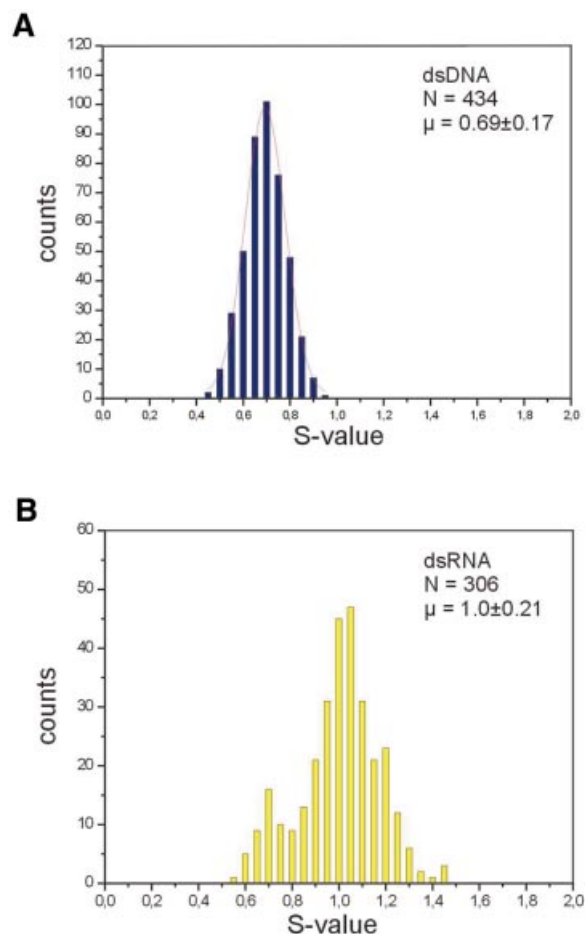 A
dsDNA
N = 434
μ = 0.69±0.17
120
110
100
90
80
70
60
50
40
30
20
10
0
counts
0,0 0,2 0,4 0,6 0,8 1,0 1,2 1,4 1,6 1,8 2,0
S-value
B
dsRNA
N = 306
μ = 1.0±0.21
60
50
40
30
20
10
0
counts
0,0 0,2 0,4 0,6 0,8 1,0 1,2 1,4 1,6 1,8 2,0
S-value